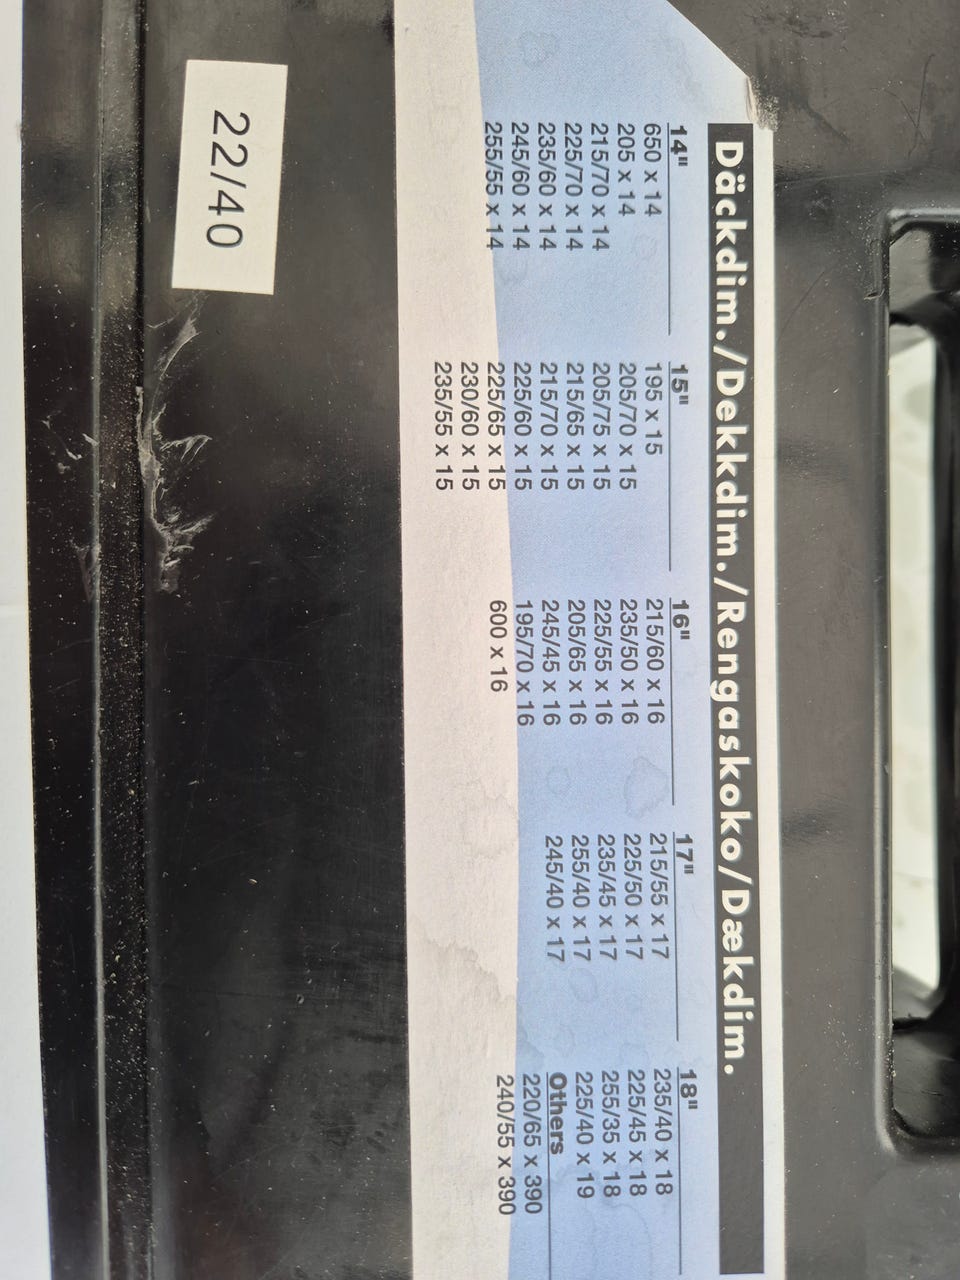 Däckdim./Dekkdim./Rengaskoko/Dækdim.
14"
650 x 14
205 x 14
215/70 x 14
225/70 x 14
235/60 x 14
245/60 x 14
255/55 x 14
15"
195 x 15
205/70 x 15
205/75 x 15
215/65 x 15
215/70 x 15
225/60 x 15
225/65 x 15
230/60 x 15
235/55 x 15
16"
215/60 x 16
235/50 x 16
225/55 x 16
205/65 x 16
245/45 x 16
195/70 x 16
600 x 16
17"
215/55 x 17
225/50 x 17
235/45 x 17
255/40 x 17
245/40 x 17
18"
235/40 x 18
225/45 x 18
255/35 x 18
225/40 x 19
Others
220/65 x 390
240/55 x 390
22/40